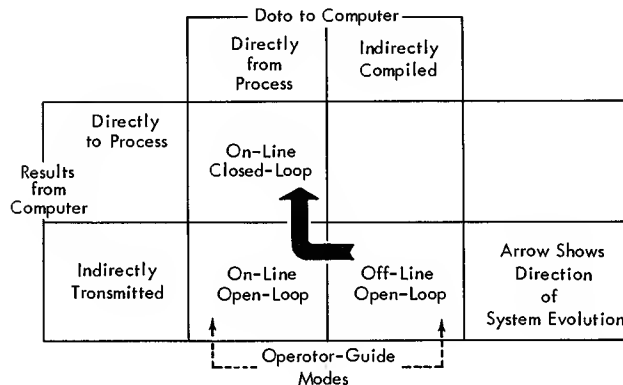 Doto to Computer
Directly
from
Process
Indirectly
Compiled
Directly
to Process
On-Line
Closed-Loop
Results
from
Computer
Indirectly
Tronsmitted
On-Line
Open-Loop
Off-Line
Open-Loop
Arrow Shows
Direction
of
System Evolution
Operotor-Guide
Modes